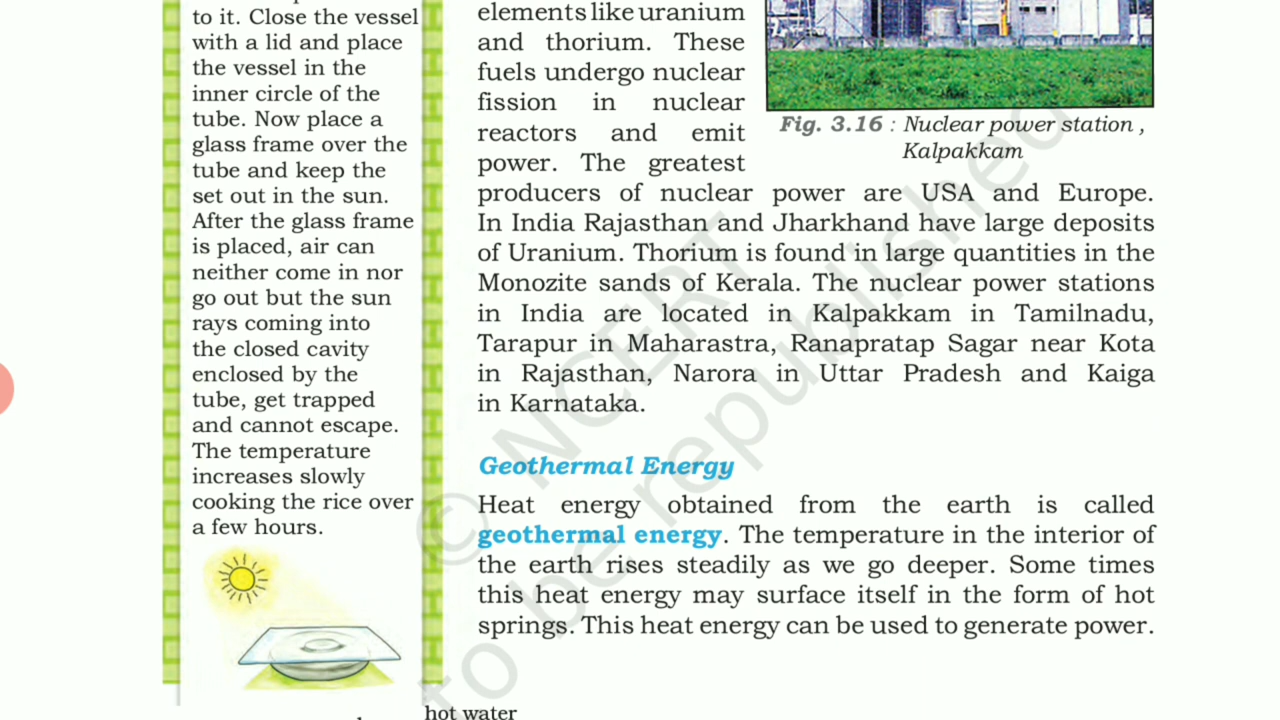 to it. Close the vessel
with a lid and place
the vessel in the
inner circle of the
tube. Now place a
glass frame over the
tube and keep the
set out in the sun.
After the glass frame
is placed, air can
neither come in nor
go out but the sun
rays coming into
the closed cavity
enclosed by the
tube, get trapped
and cannot escape.
The temperature
increases slowly
cooking the rice over
a few hours.
elements like uranium
and thorium. These
fuels undergo nuclear
fission in nuclear
reactors and emit
power. The greatest
Fig. 3.16 : Nuclear power station ,
Kalpakkam
producers of nuclear power are USA and Europe.
In India Rajasthan and Jharkhand have large deposits
of Uranium. Thorium is found in large quantities in the
Monozite sands of Kerala. The nuclear power stations
in India are located in Kalpakkam in Tamilnadu,
Tarapur in Maharastra, Ranapratap Sagar near Kota
in Rajasthan, Narora in Uttar Pradesh and Kaiga
in Karnataka.
Geothermal Energy
Heat energy obtained from the earth is called
geothermal energy. The temperature in the interior of
the earth rises steadily as we go deeper. Some times
this heat energy may surface itself in the form of hot
springs. This heat energy can be used to generate power.
hot water
© NCERT
to be republished